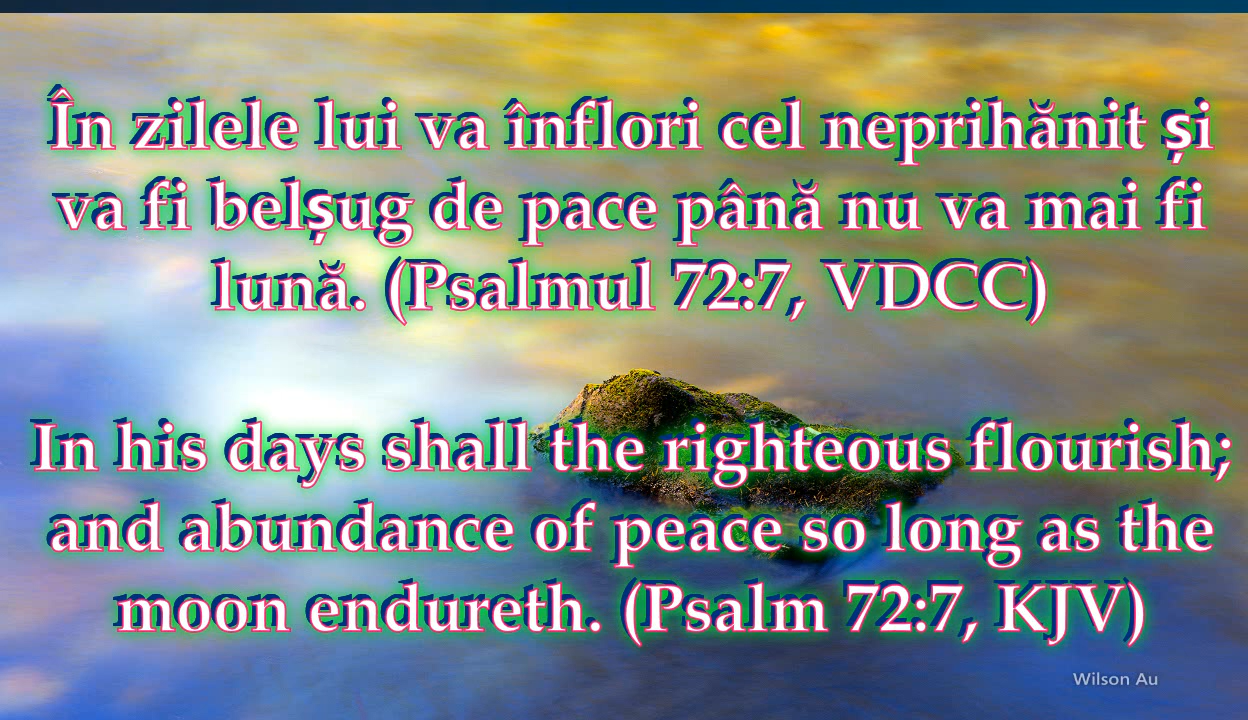 În zilele lui va înflori cel neprihănit și
va fi belșug de pace până nu va mai fi
lună. (Psalmul 72:7, VDCC)
In his days shall the righteous flourish;
and abundance of peace so long as the
moon endureth. (Psalm 72:7, KJV)
Wilson Au